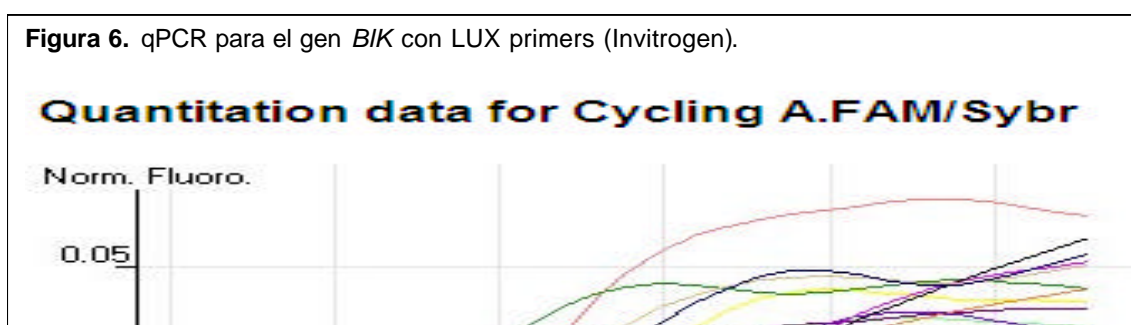 Figura 6. qPCR para el gen BIK con LUX primers (Invitrogen).
Quantitation data for Cycling A.FAM/Sybr
Norm. Fluoro.
0.05